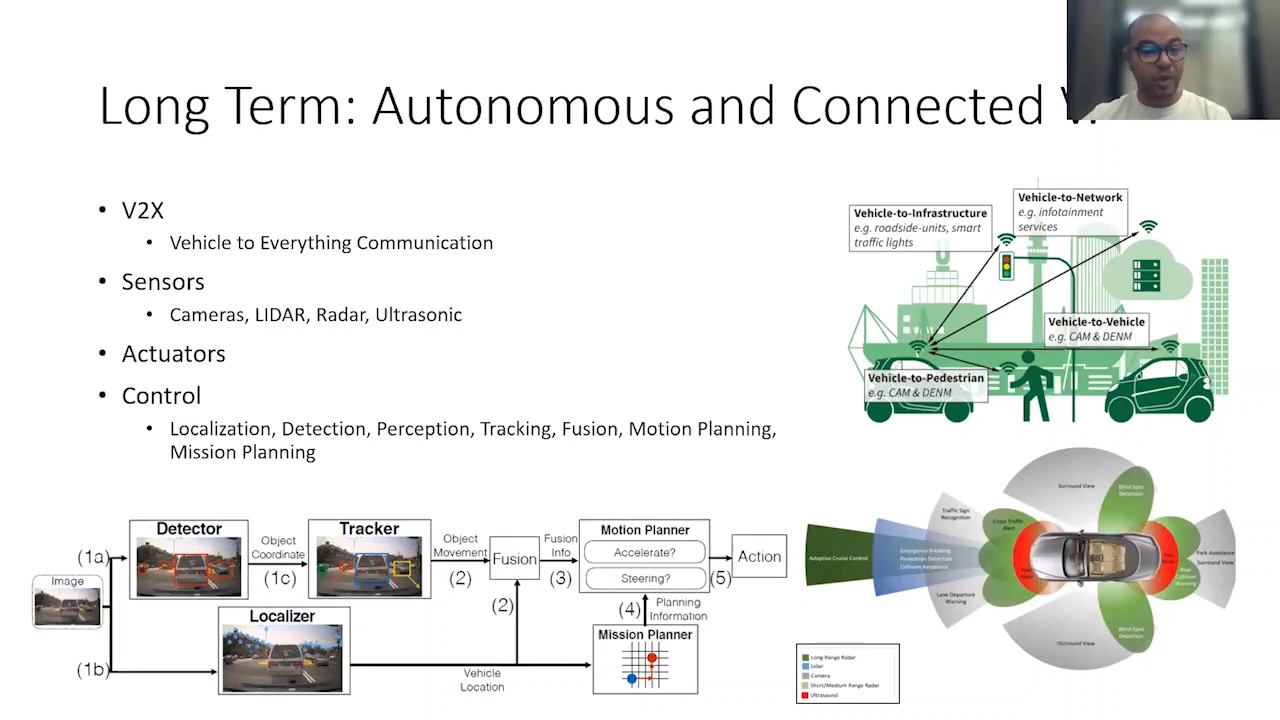 Long Term: Autonomous and Connected V
• V2X
• Vehicle to Everything Communication
• Sensors
• Cameras, LIDAR, Radar, Ultrasonic
• Actuators
• Control
• Localization, Detection, Perception, Tracking, Fusion, Motion Planning,
Mission Planning
Vehicle-to-Infrastructure
e.g. roadside-units, smart
traffic lights
Vehicle-to-Network
e.g. infotainment
services
Vehicle-to-Vehicle
e.g. CAM & DENM
Vehicle-to-Pedestrian
e.g. CAM & DENM
Image
(1a)
(1b)
Detector
Object
Coordinate
(1c)
Tracker
Object
Movement
(2)
Fusion
(2)
Fusion
Info
(3)
Motion Planner
Accelerate?
Steering?
(5)
Action
(4)
Planning
Information
Mission Planner
Localizer
Vehicle
Location
Surround View
Blind Spot
Detection
Traffic Sign
Recognition
Cross Traffic
Alert
Adaptive Cruise Control
Emergency Breaking
Pedestrian Detection
Collision Avoidance
Park Assistance
Surround View
Rear
Collision
Warning
Lane Departure
Warning
Surround View
Blind Spot
Detection
Long-Range Radar
Lidar
Camera
Short/Medium Range Radar
Ultrasound